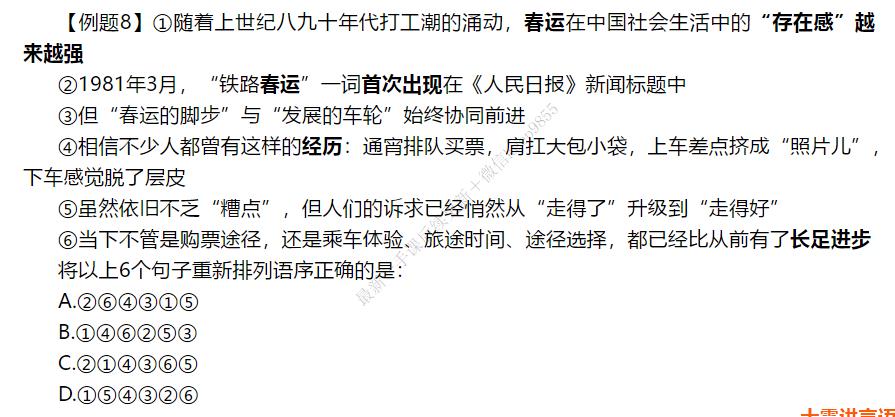 【例题8】①随着上世纪八九十年代打工潮的涌动，春运在中国社会生活中的“存在感”越
来越强
②1981年3月，“铁路春运”一词首次出现在《人民日报》新闻标题中
③但“春运的脚步”与“发展的车轮”始终协同前进
④相信不少人都曾有这样的经历：通宵排队买票，肩扛大包小袋，上车差点挤成“照片儿”，
下车感觉脱了层皮
⑤虽然依旧不乏“糟点”，但人们的诉求已经悄然从“走得了”升级到“走得好”
⑥当下不管是购票途径，还是乘车体验、旅途时间、途径选择，都已经比从前有了长足进步
将以上6个句子重新排列语序正确的是：
A.②⑥④③①⑤
B.①④⑥②⑤③
C.②①④③⑥⑤
D.①⑤④③②⑥